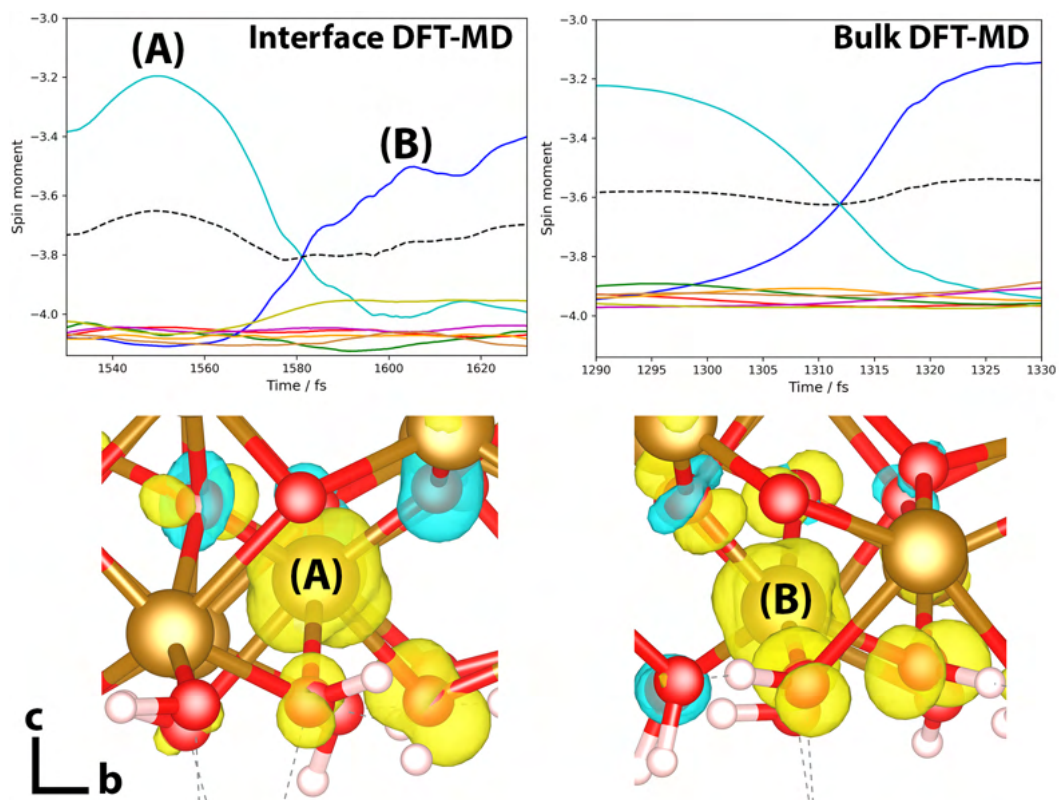 Interface DFT-MD
(A)
(B)
Spin moment
−3.0
−3.2
−3.4
−3.6
−3.8
−4.0
1540
1560
1580
1600
1620
Time / fs
Bulk DFT-MD
Spin moment
−3.0
−3.2
−3.4
−3.6
−3.8
−4.0
1290
1295
1300
1305
1310
1315
1320
1325
1330
Time / fs
(A)
(B)
c
b